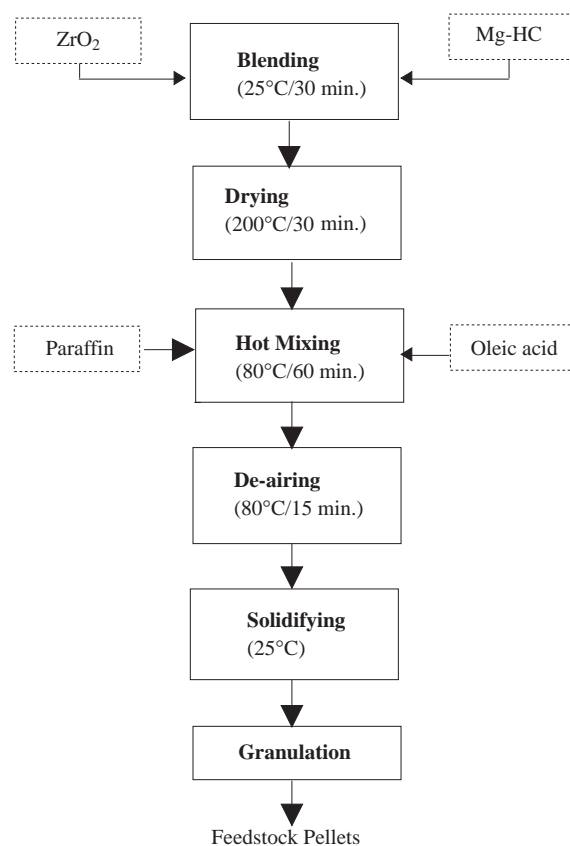 ZrO₂
Mg-HC
Blending
(25°C/30 min.)
Drying
(200°C/30 min.)
Paraffin
Hot Mixing
(80°C/60 min.)
Oleic acid
De-airing
(80°C/15 min.)
Solidifying
(25°C)
Granulation
Feedstock Pellets